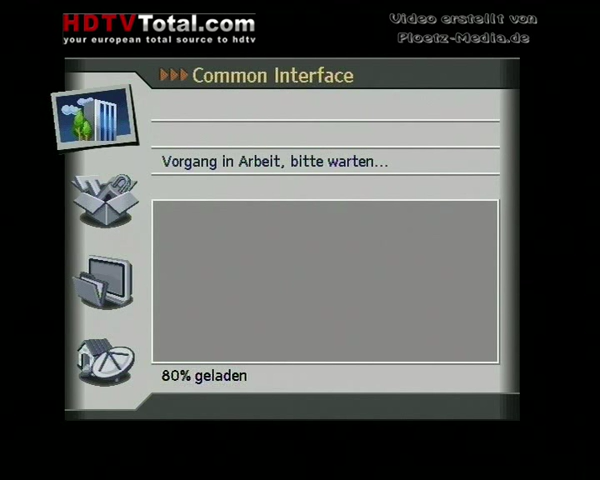 HDTVTotal.com
your european total source to hdtv
Video erstellt von
Ploetz-Media.de
Common Interface
Vorgang in Arbeit, bitte warten...
80% geladen